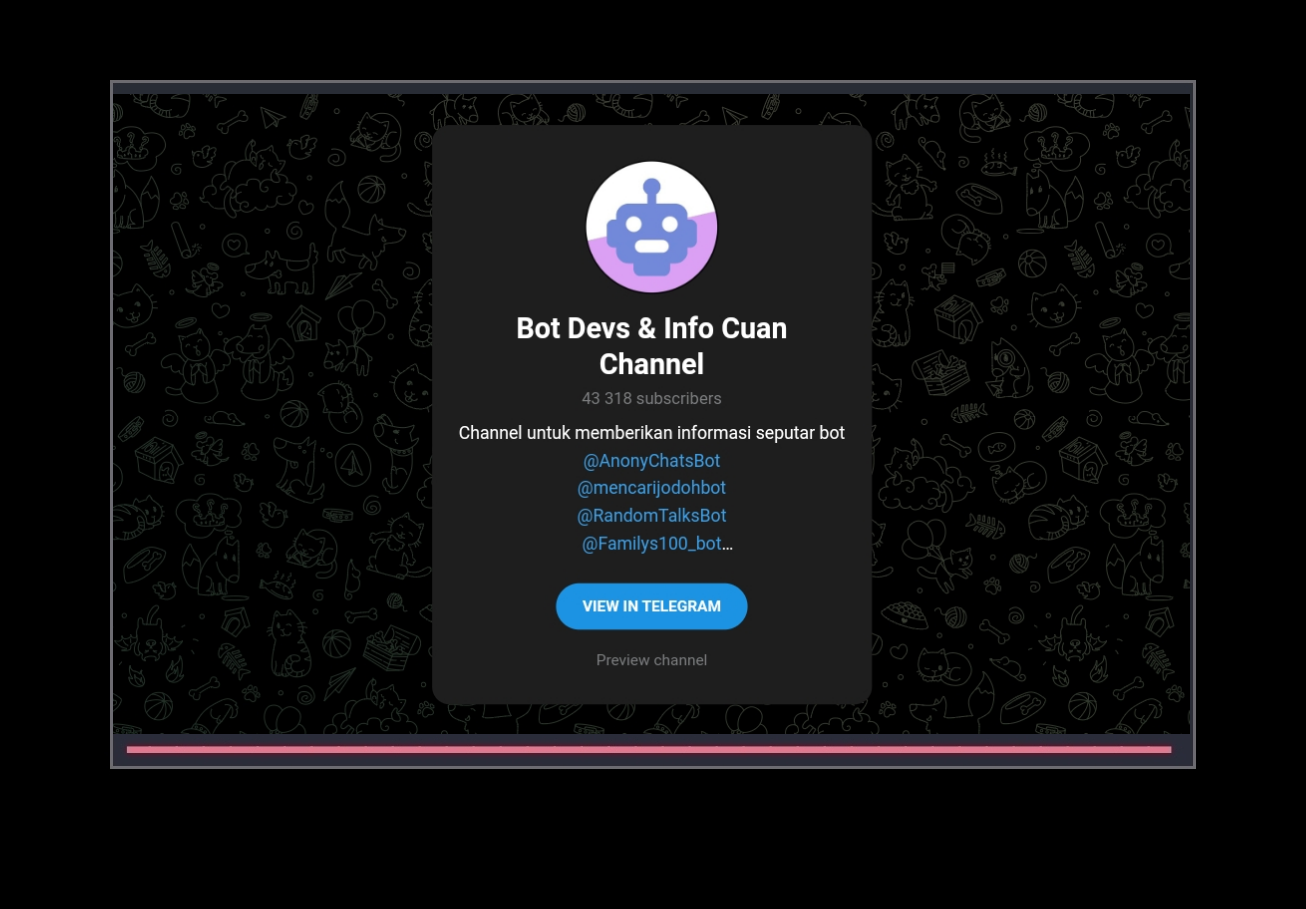 Bot Devs & Info Cuan
Channel
43 318 subscribers
Channel untuk memberikan informasi seputar bot
@AnonyChatsBot
@mencarijodohbot
@RandomTalksBot
@Familys100_bot…
VIEW IN TELEGRAM
Preview channel